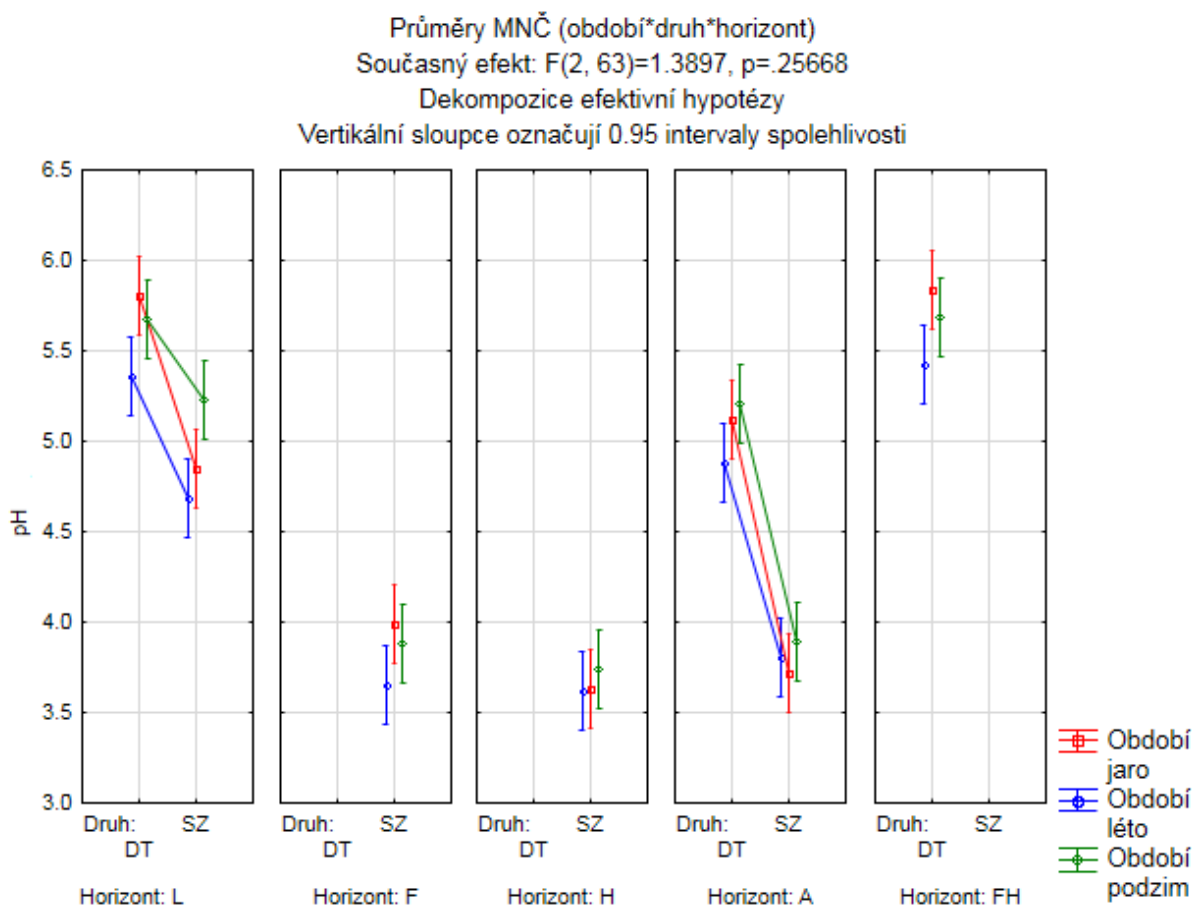 Průměry MNČ (období*druh*horizont)
Současný efekt: F(2, 63)=1.3897, p=.25668
Dekompozice efektivní hypotézy
Vertikální sloupce označují 0.95 intervaly spolehlivosti
6.5
6.0
5.5
5.0
4.5
4.0
3.5
3.0
pH
Druh: SZ
DT
Horizont: L
Druh: SZ
DT
Horizont: F
Druh: SZ
DT
Horizont: H
Druh: SZ
DT
Horizont: A
Druh: SZ
DT
Horizont: FH
Období
jaro
Období
léto
Období
podzim